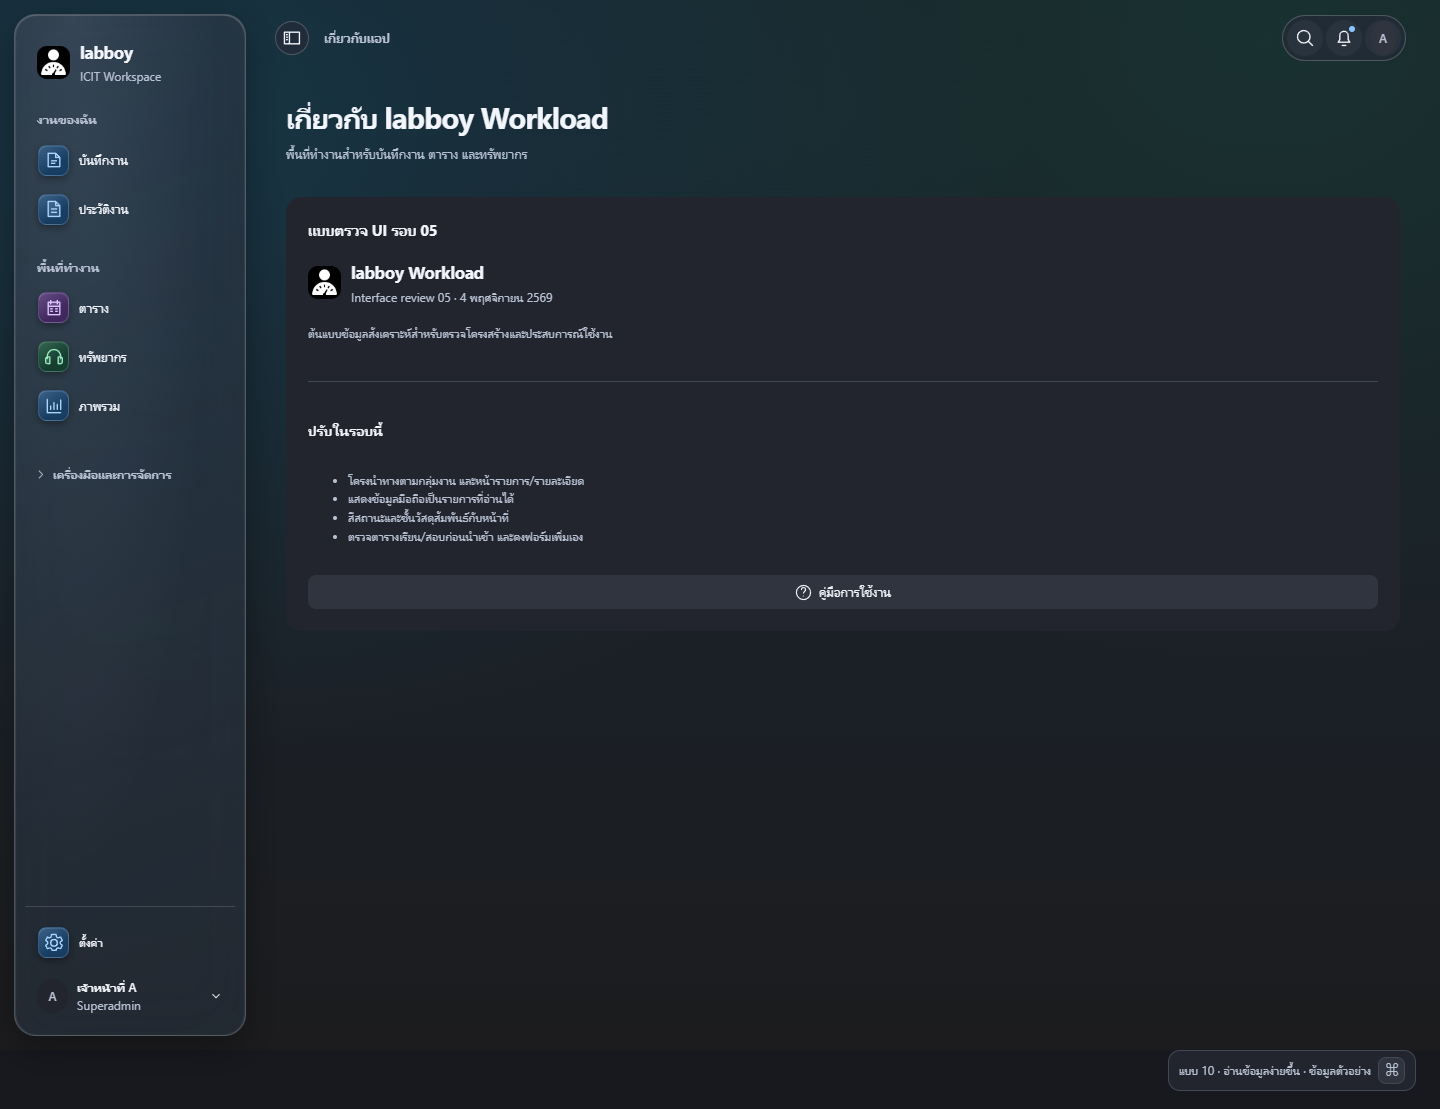 labboy
ICIT Workspace
งานของฉัน
บันทึกงาน
ประวัติงาน
พื้นที่ทำงาน
ตาราง
ทรัพยากร
ภาพรวม
เครื่องมือและการจัดการ
ตั้งค่า
A
เจ้าหน้าที่ A
Superadmin
เกี่ยวกับแอป
A
เกี่ยวกับ labboy Workload
พื้นที่ทำงานสำหรับบันทึกงาน ตาราง และทรัพยากร
แบบตรวจ UI รอบ 05
labboy Workload
Interface review 05 · 4 พฤศจิกายน 2569
ต้นแบบข้อมูลสังเคราะห์สำหรับตรวจโครงสร้างและประสบการณ์ใช้งาน
ปรับในรอบนี้
• โครงนำทางตามกลุ่มงาน และหน้ารายการ/รายละเอียด
• แสดงข้อมูลมือถือเป็นรายการที่อ่านได้
• สีสถานะและชั้นวัสดุสัมพันธ์กับหน้าที่
• ตรวจตารางเรียน/สอบก่อนนำเข้า และคงฟอร์มเพิ่มเอง
คู่มือการใช้งาน
แบบ 10 · อ่านข้อมูลง่ายขึ้น · ข้อมูลตัวอย่าง ⌘